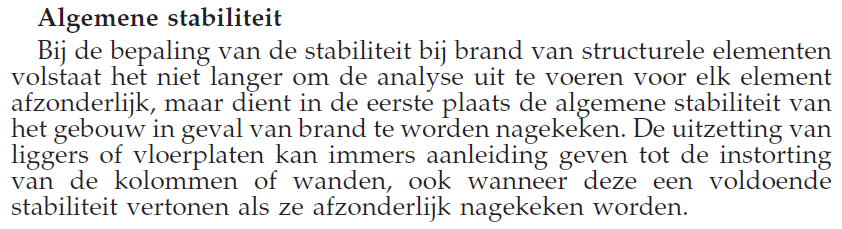 Algemene stabiliteit
Bij de bepaling van de stabiliteit bij brand van structurele elementen
volstaat het niet langer om de analyse uit te voeren voor elk element
afzonderlijk, maar dient in de eerste plaats de algemene stabiliteit van
het gebouw in geval van brand te worden nagekeken. De uitzetting van
liggers of vloerplaten kan immers aanleiding geven tot de instorting
van de kolommen of wanden, ook wanneer deze een voldoende
stabiliteit vertonen als ze afzonderlijk nagekeken worden.